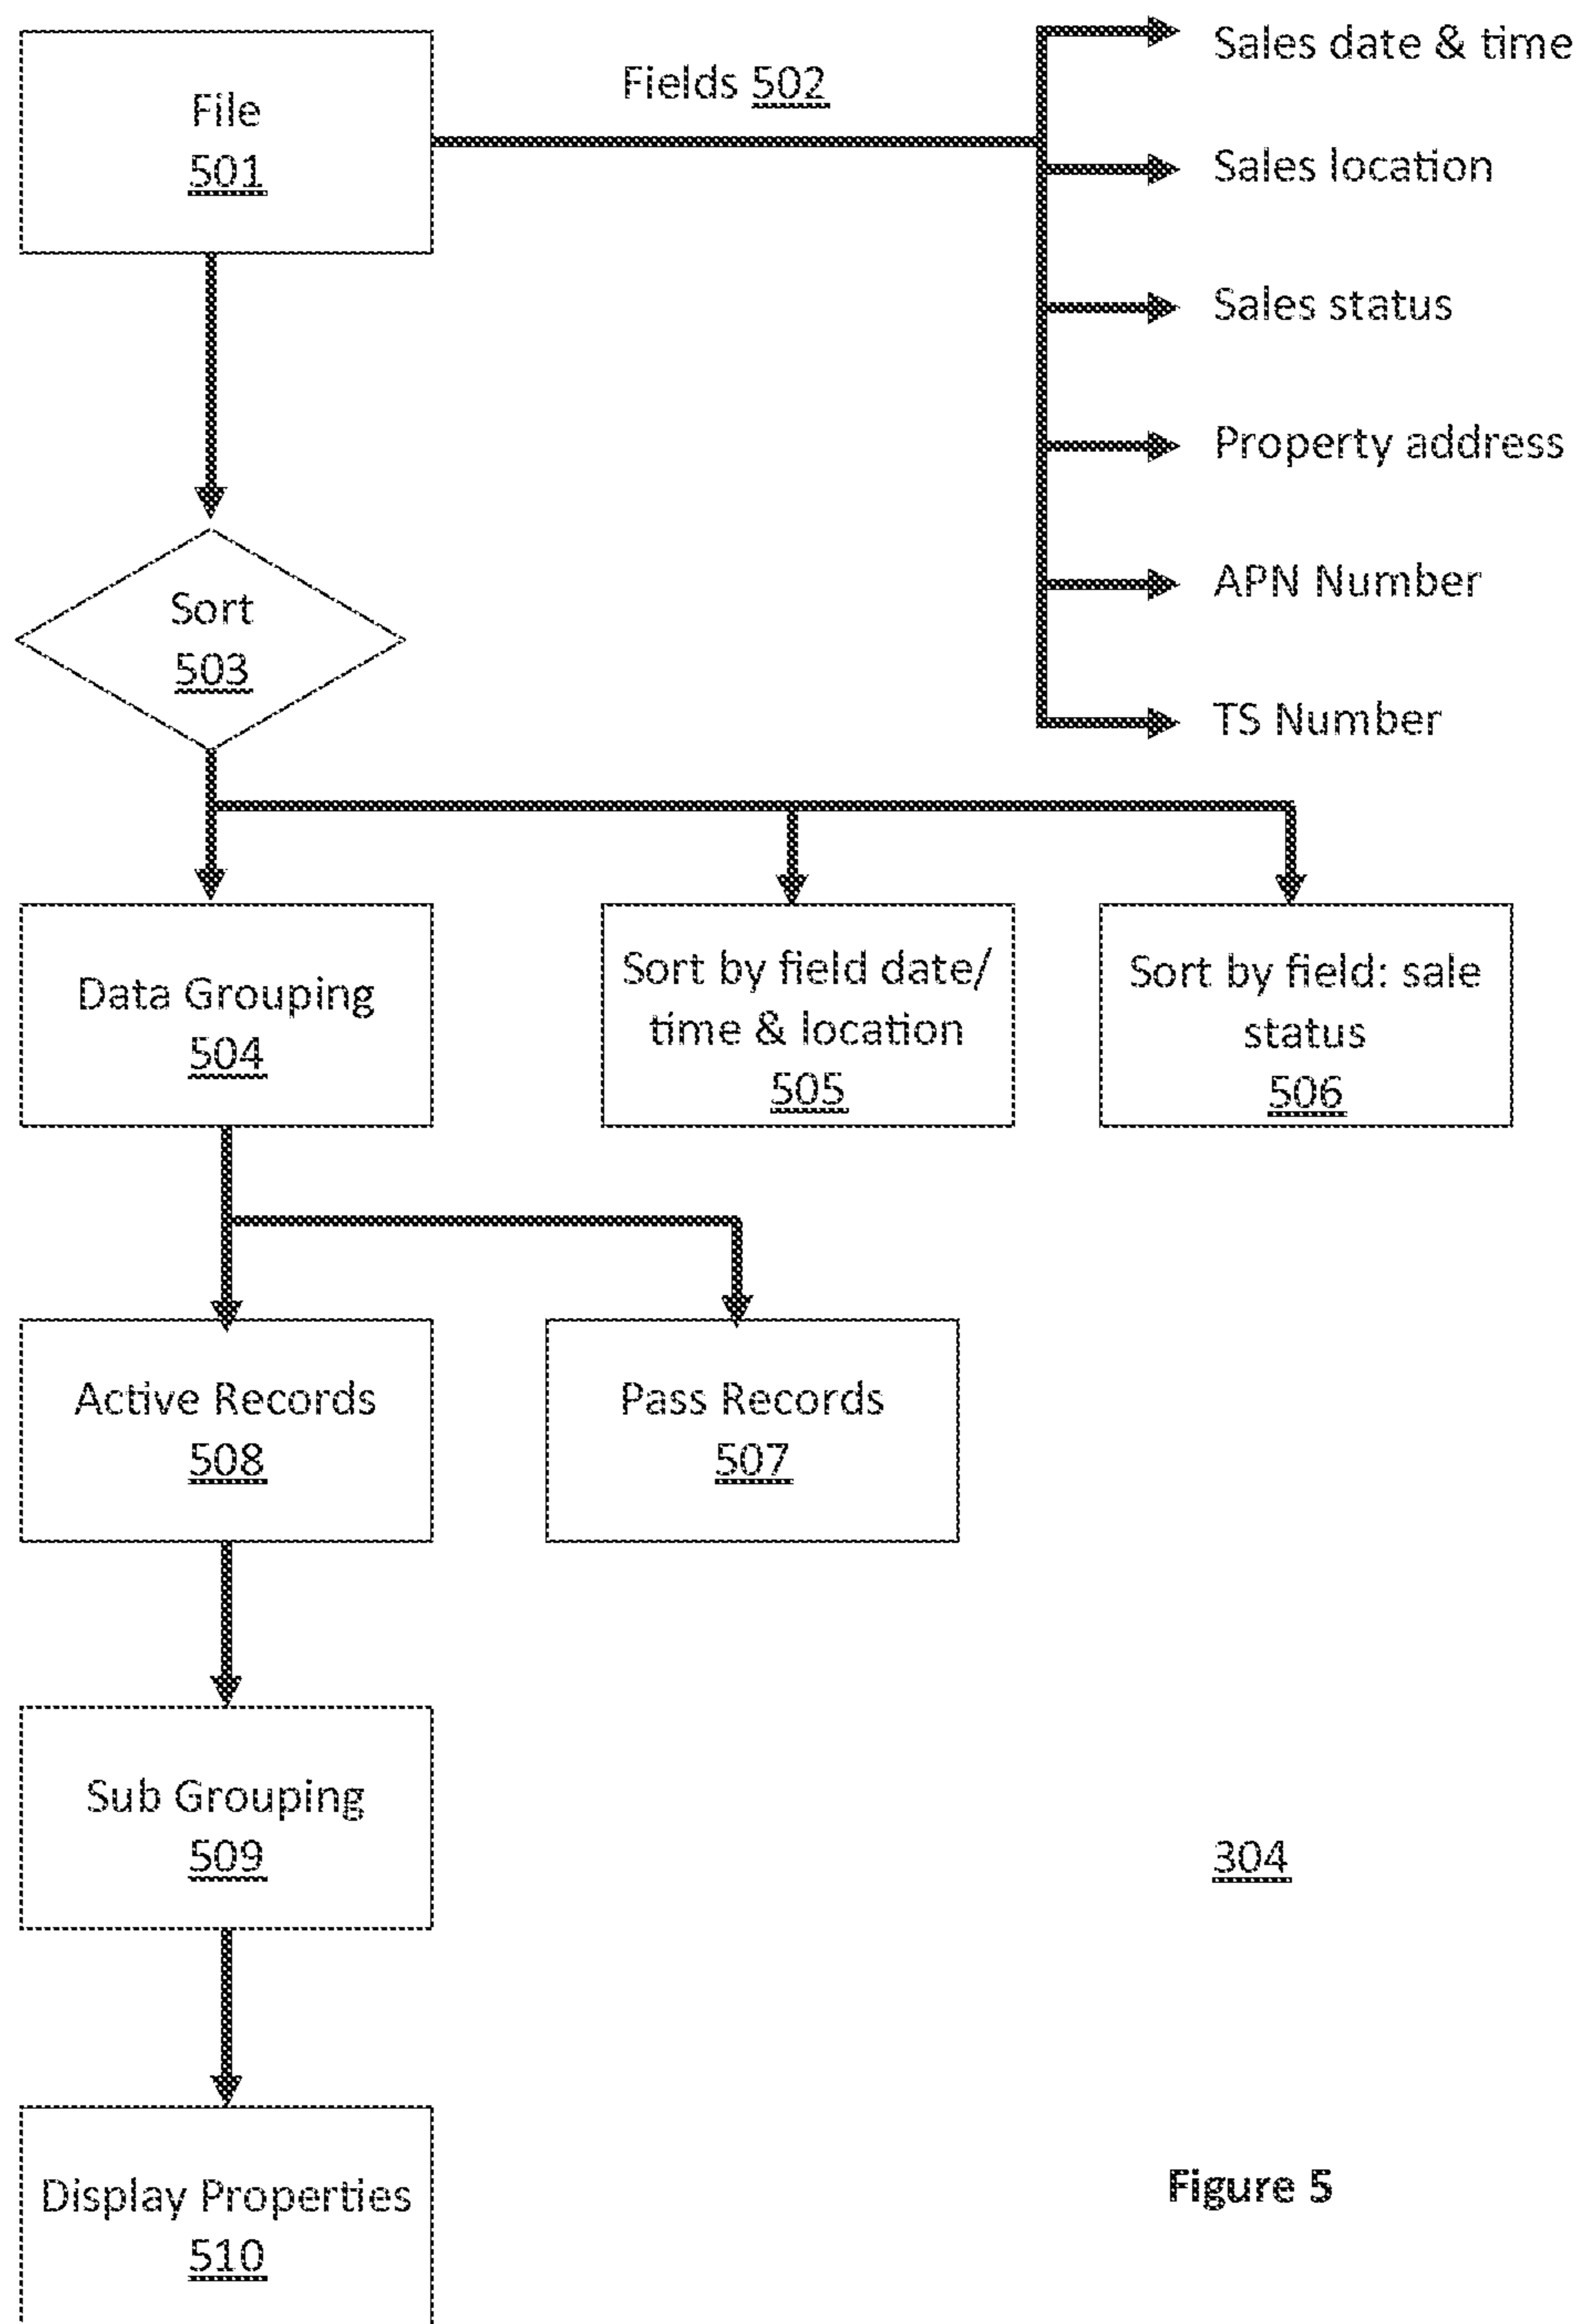 File
501
Fields 502
Sales date & time
Sales location
Sales status
Property address
APN Number
TS Number
Sort
503
Data Grouping
504
Sort by field date/
time & location
505
Sort by field: sale
status
506
Active Records
508
Pass Records
507
Sub Grouping
509
304
Display Properties
510
Figure 5